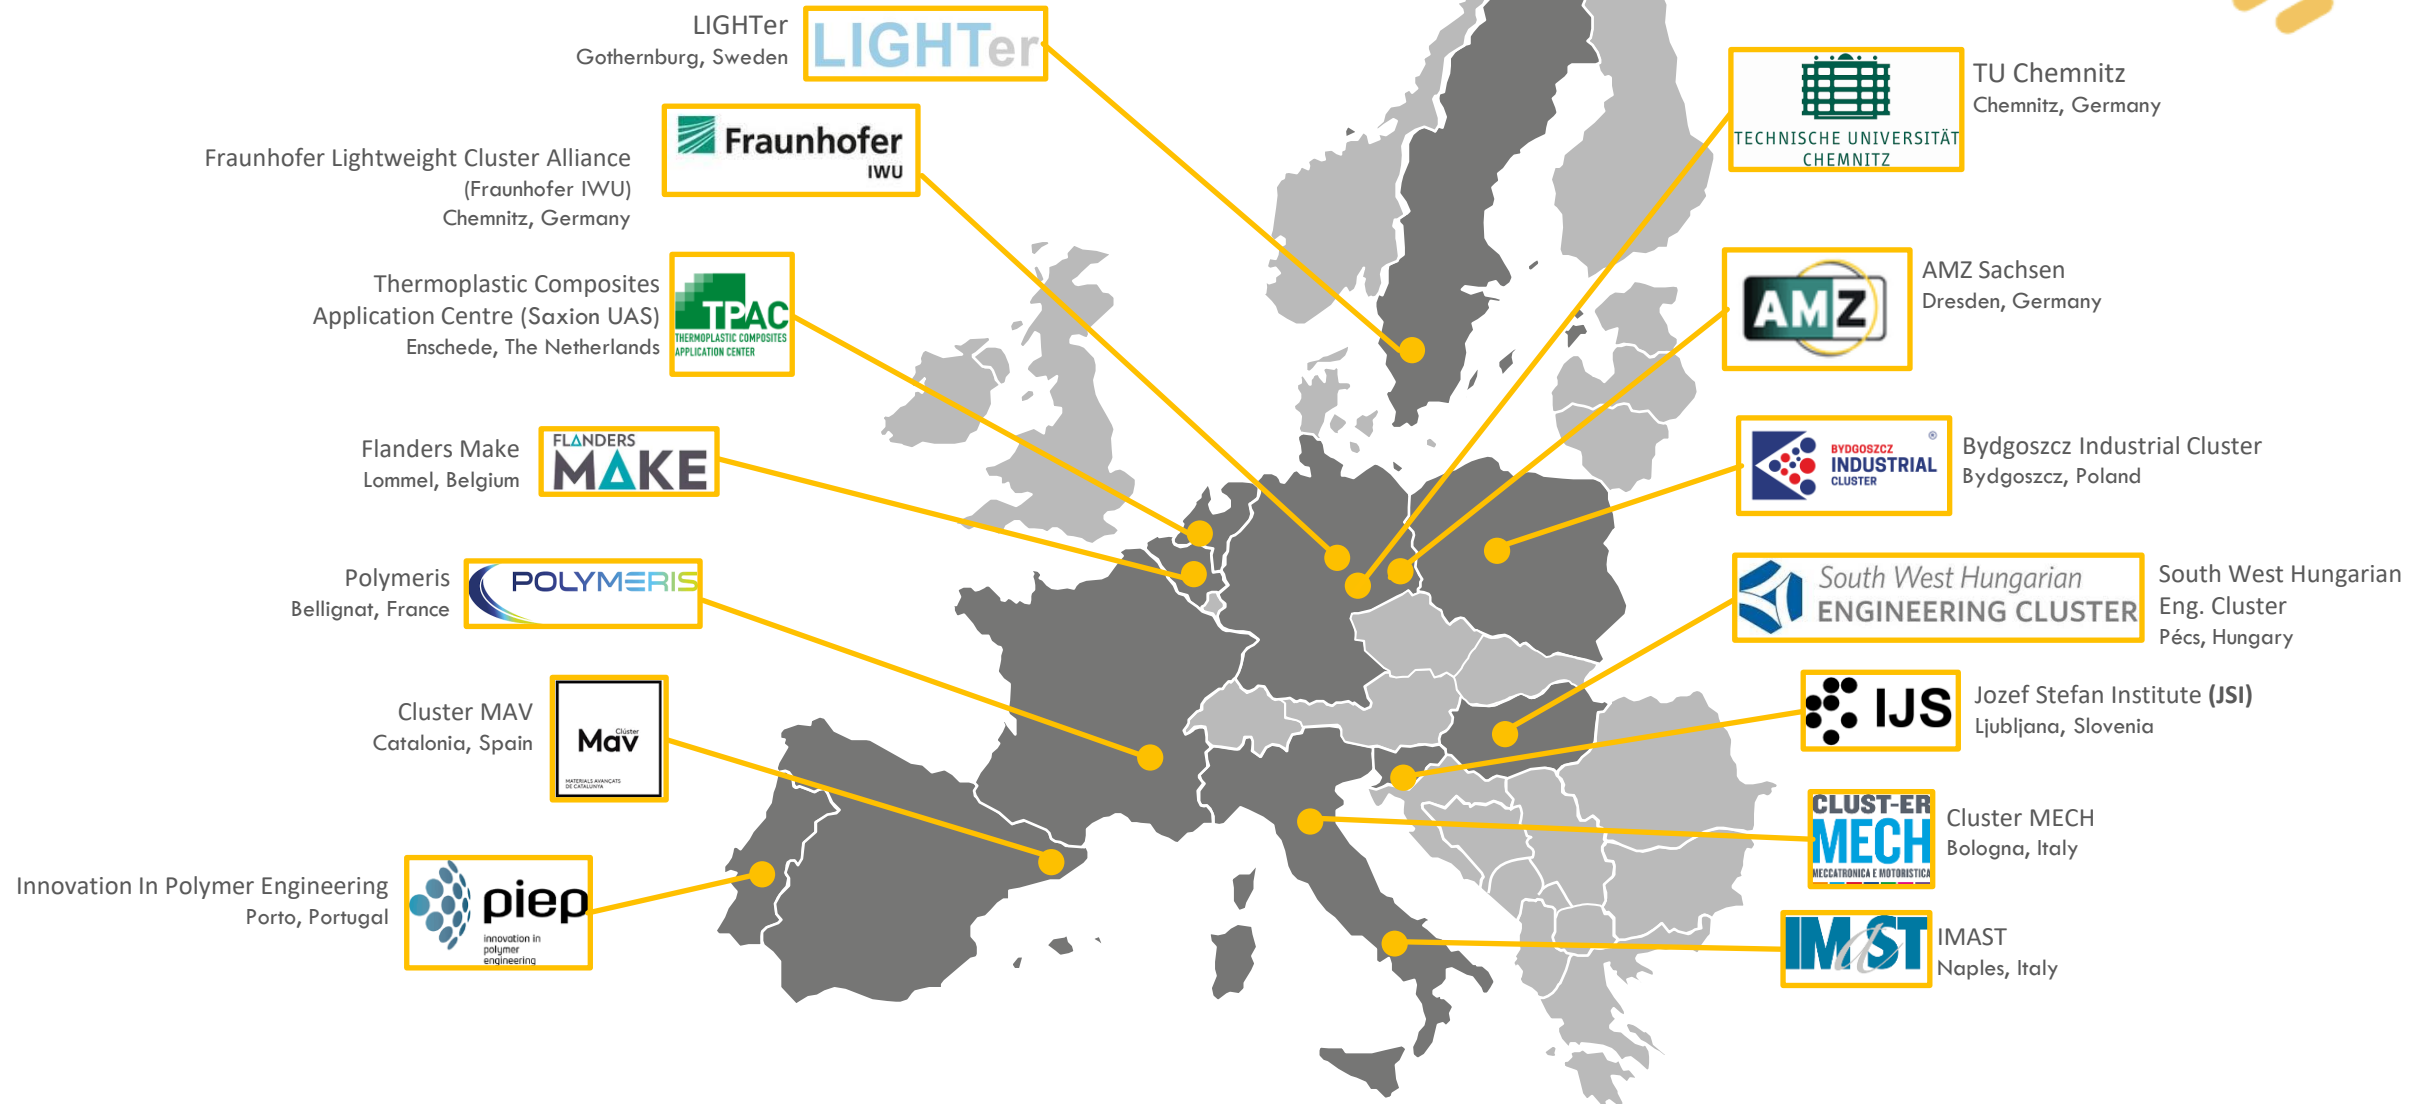 LIGHTer
Gothernburg, Sweden
LIGHTer
Fraunhofer Lightweight Cluster Alliance
(Fraunhofer IWU)
Chemnitz, Germany
Fraunhofer
IWU
Thermoplastic Composites
Application Centre (Saxion UAS)
Enschede, The Netherlands
TPAC
THERMOPLASTIC COMPOSITES
APPLICATION CENTER
Flanders Make
Lommel, Belgium
FLANDERS
MAKE
Polymeris
Bellignat, France
POLYMERIS
Cluster MAV
Catalonia, Spain
Clúster
Mav
MATERIALS AVANÇATS
DE CATALUNYA
Innovation In Polymer Engineering
Porto, Portugal
piep
innovation in
polymer
engineering
TECHNISCHE UNIVERSITÄT
CHEMNITZ
TU Chemnitz
Chemnitz, Germany
AMZ
AMZ Sachsen
Dresden, Germany
BYDGOSZCZ
INDUSTRIAL
CLUSTER
®
Bydgoszcz Industrial Cluster
Bydgoszcz, Poland
South West Hungarian
ENGINEERING CLUSTER
South West Hungarian
Eng. Cluster
Pécs, Hungary
IJS
Jozef Stefan Institute (JSI)
Ljubljana, Slovenia
CLUST-ER
MECH
MECCATRONICA E MOTORISTICA
Cluster MECH
Bologna, Italy
IMaST
IMAST
Naples, Italy